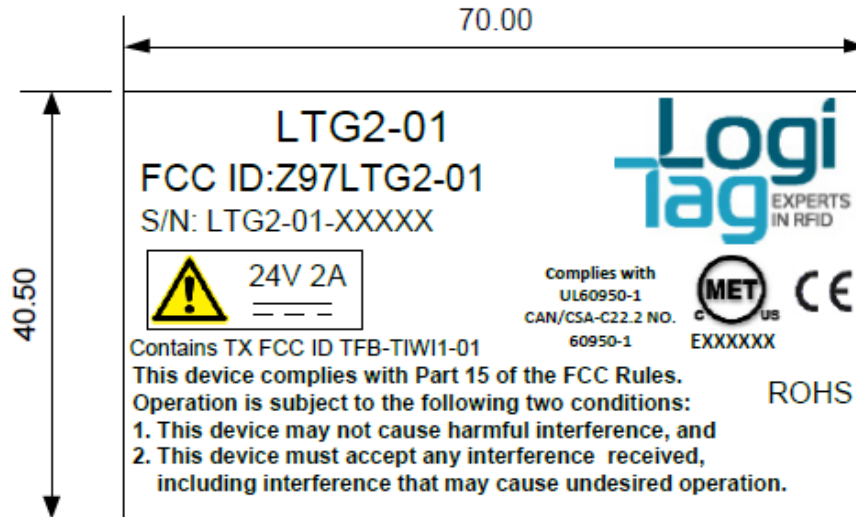 70.00
40.50
LTG2-01
FCC ID:Z97LTG2-01
S/N: LTG2-01-XXXXX
Logi
Tag
EXPERTS
IN RFID
24V 2A
Complies with
UL60950-1
CAN/CSA-C22.2 NO.
60950-1
MET
C US
EXXXXXX
CE
Contains TX FCC ID TFB-TIWI1-01
This device complies with Part 15 of the FCC Rules.
Operation is subject to the following two conditions:
ROHS
1. This device may not cause harmful interference, and
2. This device must accept any interference received,
including interference that may cause undesired operation.